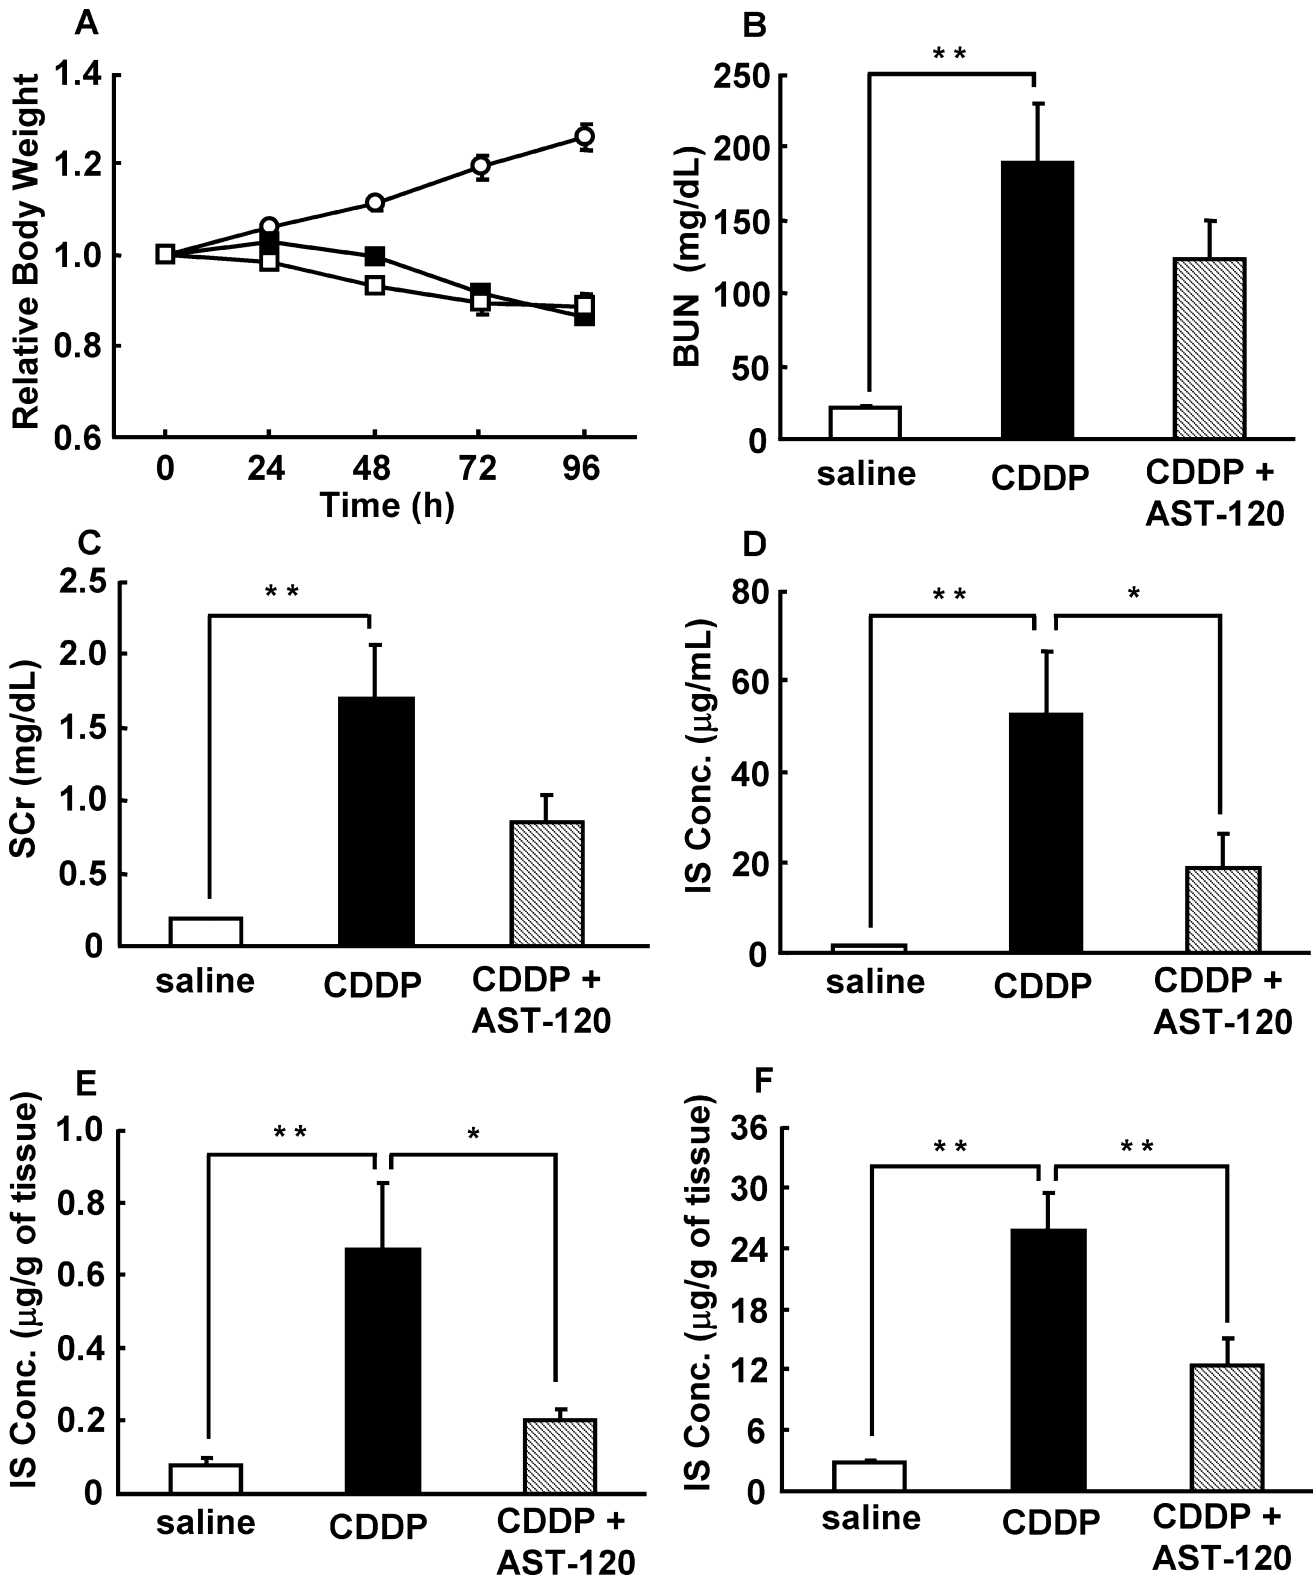 A
Relative Body Weight
1.4
1.2
1.0
0.8
0.6
0 24 48 72 96
Time (h)
B
BUN (mg/dL)
250
200
150
100
50
0
* *
saline CDDP CDDP +
AST-120
C
SCr (mg/dL)
2.5
2.0
1.5
1.0
0.5
0
* *
saline CDDP CDDP +
AST-120
D
IS Conc. (μg/mL)
80
60
40
20
0
* * *
saline CDDP CDDP +
AST-120
E
IS Conc. (μg/g of tissue)
1.0
0.8
0.6
0.4
0.2
0
* * *
saline CDDP CDDP +
AST-120
F
IS Conc. (μg/g of tissue)
36
30
24
18
12
6
0
* * * *
saline CDDP CDDP +
AST-120